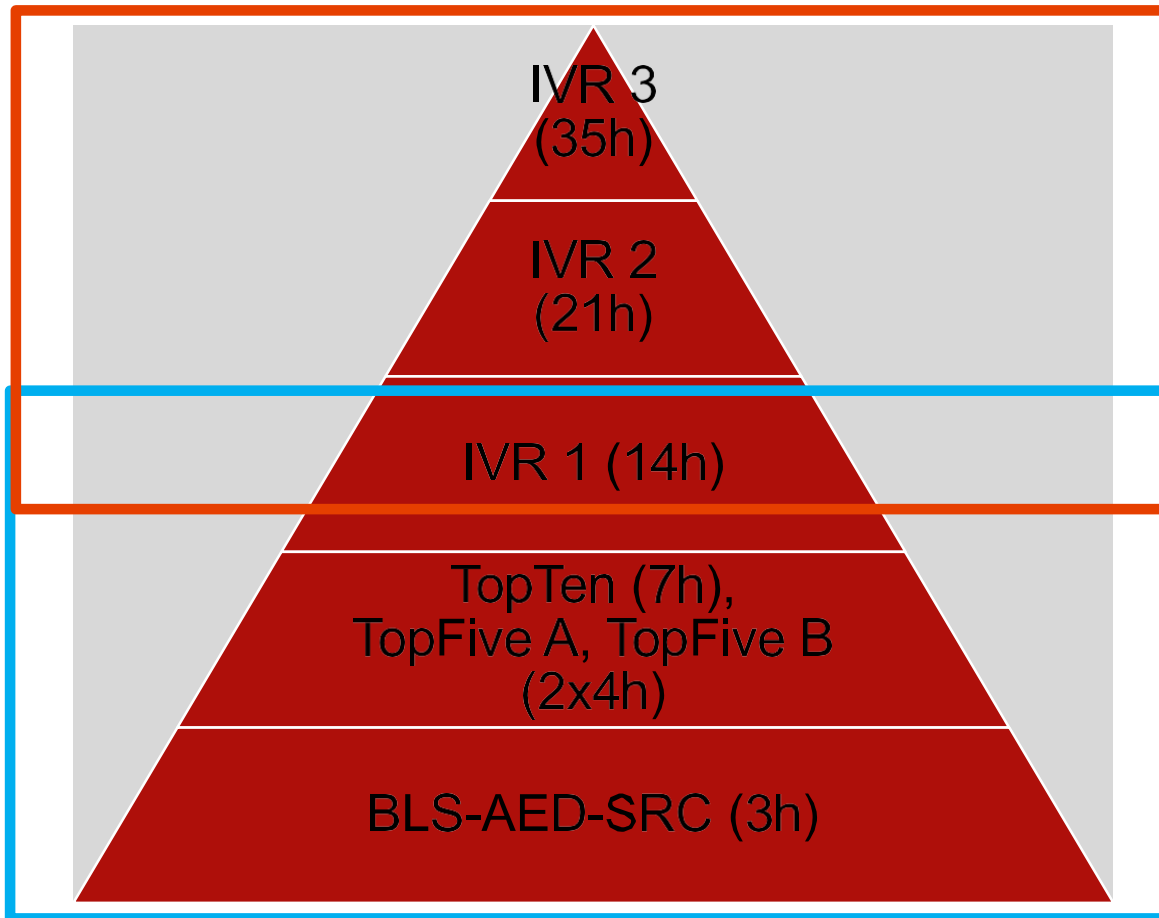 IVR 3
(35h)
IVR 2
(21h)
IVR 1 (14h)
TopTen (7h),
TopFive A, TopFive B
(2x4h)
BLS-AED-SRC (3h)